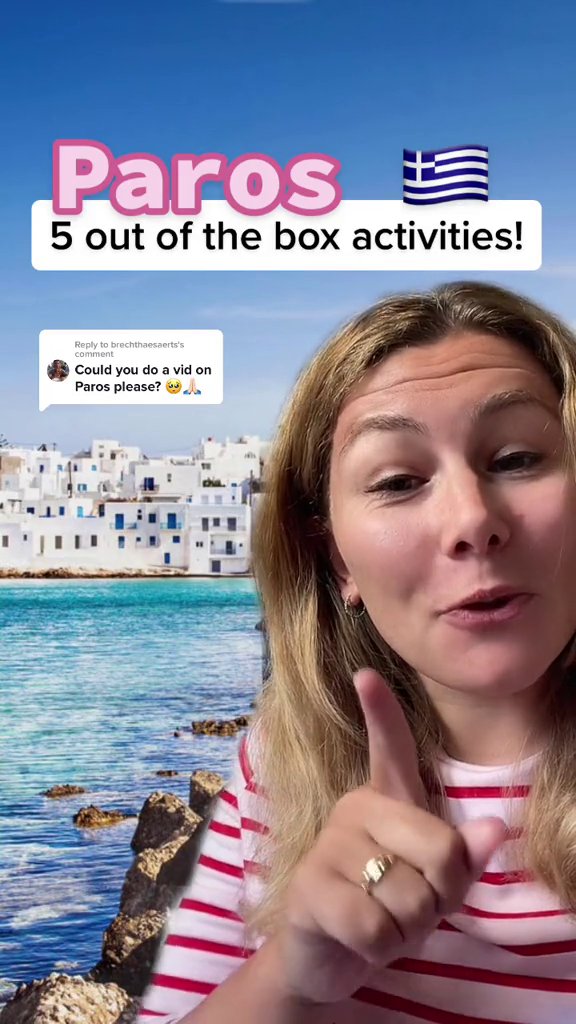 Paros 🇬🇷
5 out of the box activities!
Reply to brechthaesaerts's
comment
Could you do a vid on
Paros please? 🥹🙏🏻